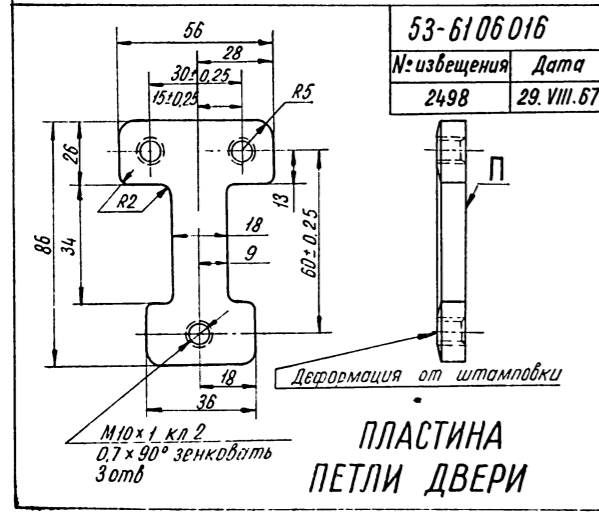 53-6106016
№ извещения Дата
2498 29.VIII.67
56
28
30±0,25
15±0,25
R5
26
R2
13
86
34
18
9
60±0,25
П
18
36
Деформация от штамповки
М10×1 кл 2
0,7×90° зенковать
3 отв
ПЛАСТИНА
ПЕТЛИ ДВЕРИ